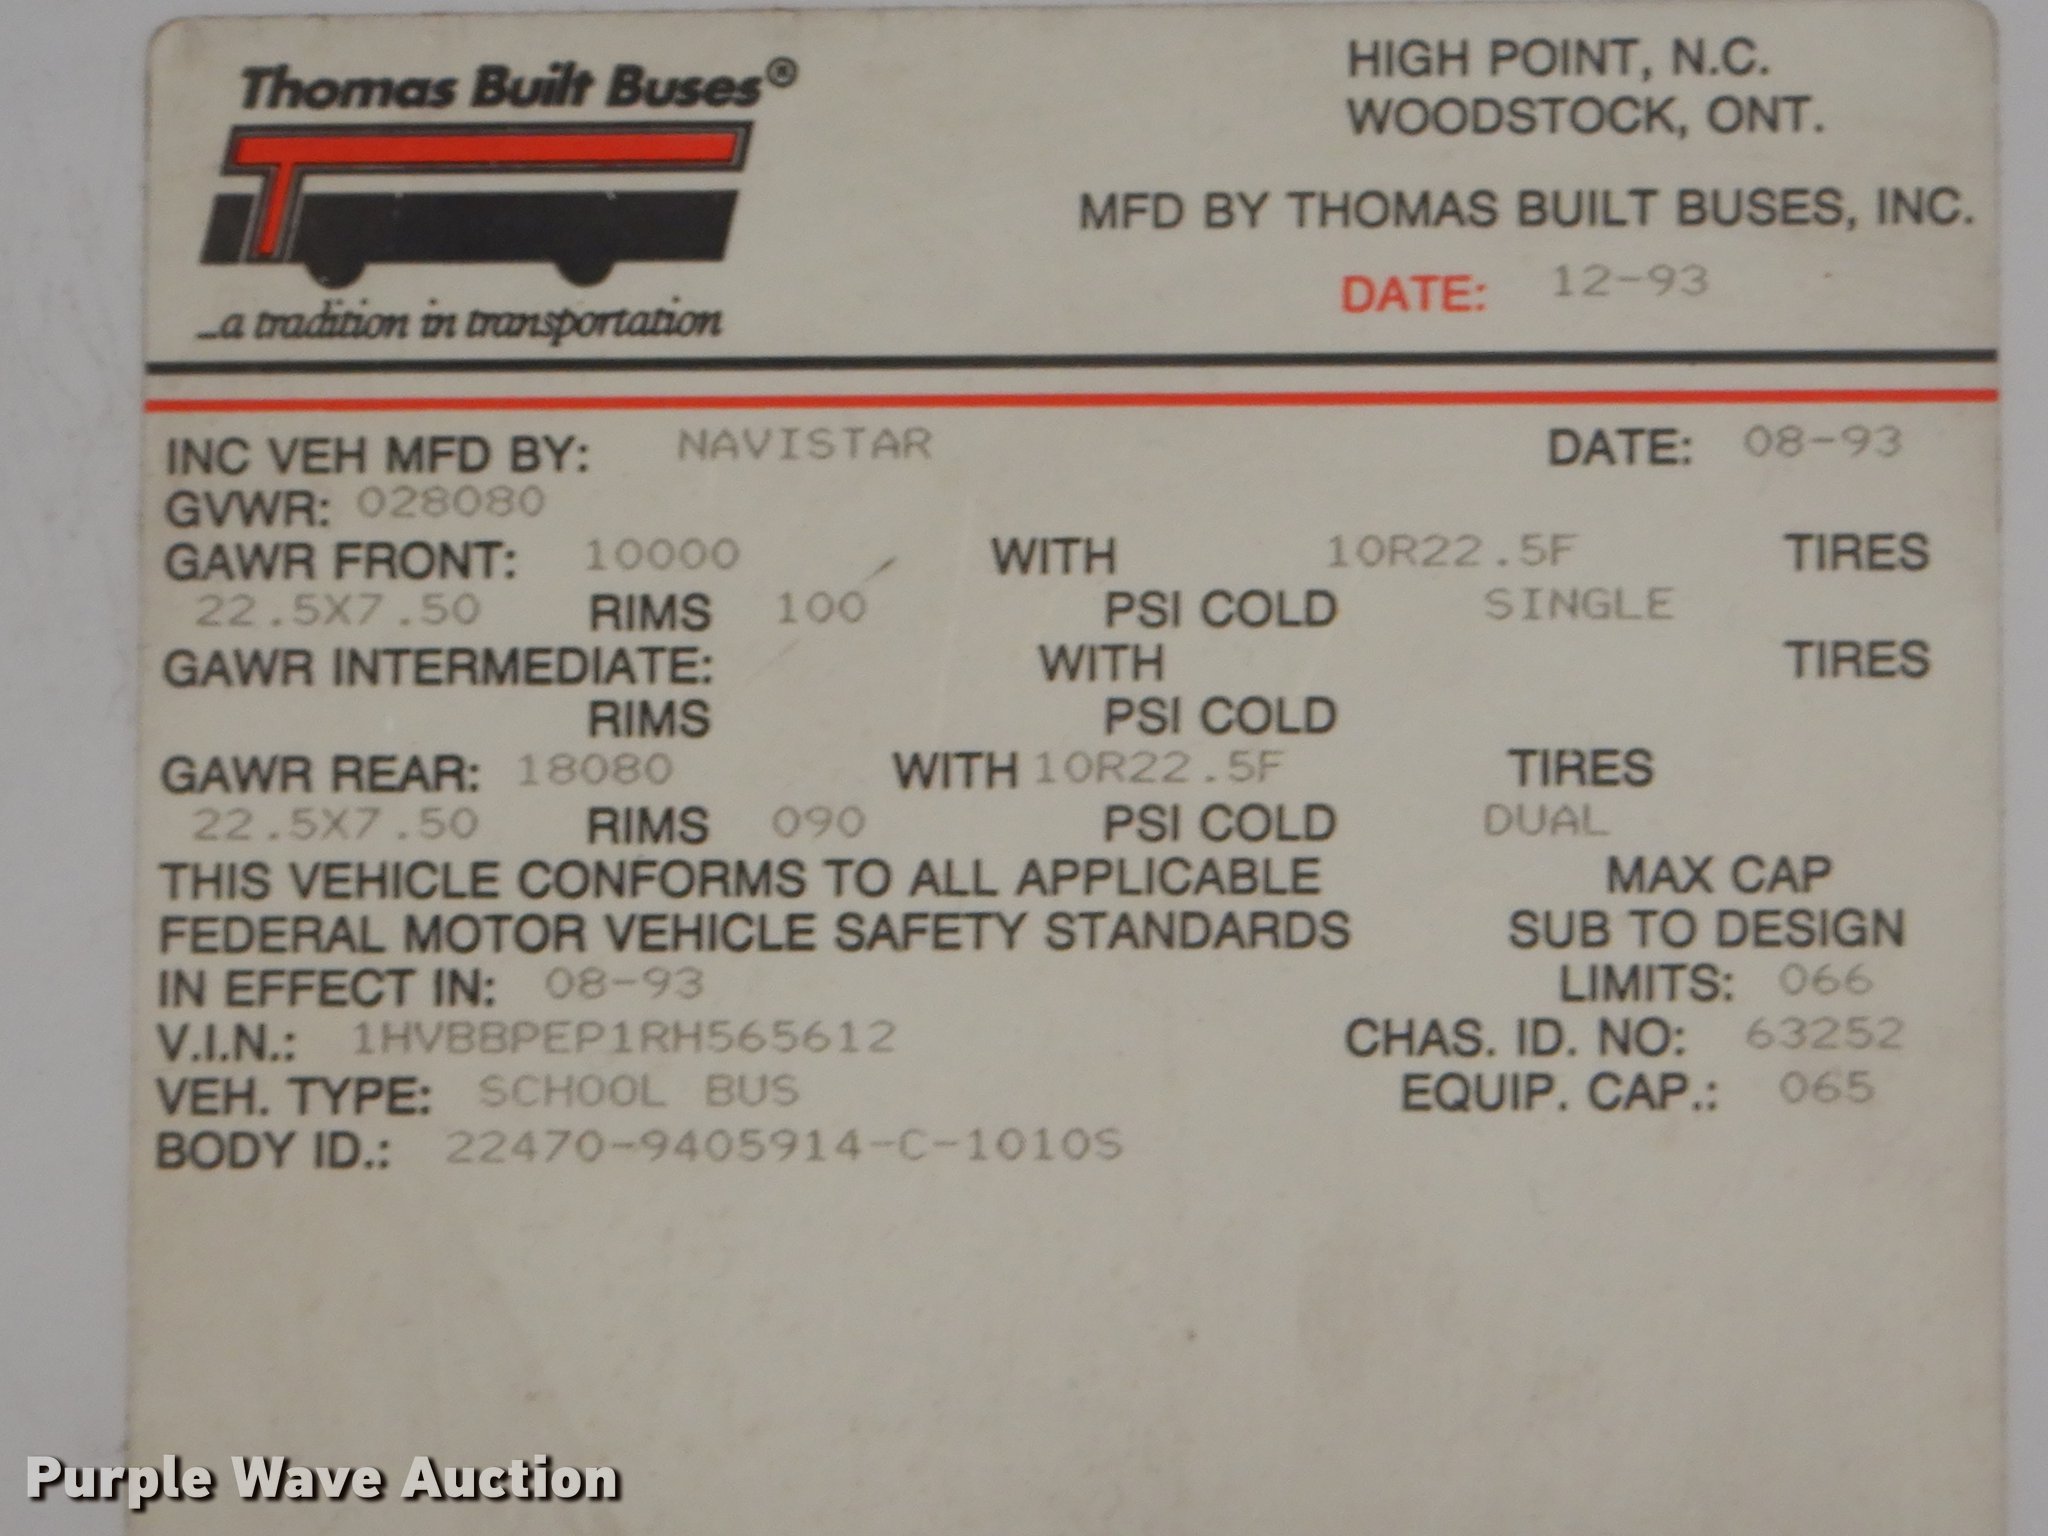 Thomas Built Buses®
HIGH POINT, N.C.
WOODSTOCK, ONT.
MFD BY THOMAS BUILT BUSES, INC.
DATE: 12-93
...a tradition in transportation
INC VEH MFD BY: NAVISTAR DATE: 08-93
GVWR: 028080
GAWR FRONT: 10000 WITH 10R22.5F TIRES
22.5X7.50 RIMS 100 PSI COLD SINGLE
GAWR INTERMEDIATE: WITH TIRES
RIMS PSI COLD
GAWR REAR: 18080 WITH 10R22.5F TIRES
22.5X7.50 RIMS 090 PSI COLD DUAL
THIS VEHICLE CONFORMS TO ALL APPLICABLE MAX CAP
FEDERAL MOTOR VEHICLE SAFETY STANDARDS SUB TO DESIGN
IN EFFECT IN: 08-93 LIMITS: 066
V.I.N.: 1HVBBPEP1RH565612 CHAS. ID. NO: 63252
VEH. TYPE: SCHOOL BUS EQUIP. CAP.: 065
BODY ID.: 22470-9405914-C-1010S
Purple Wave Auction